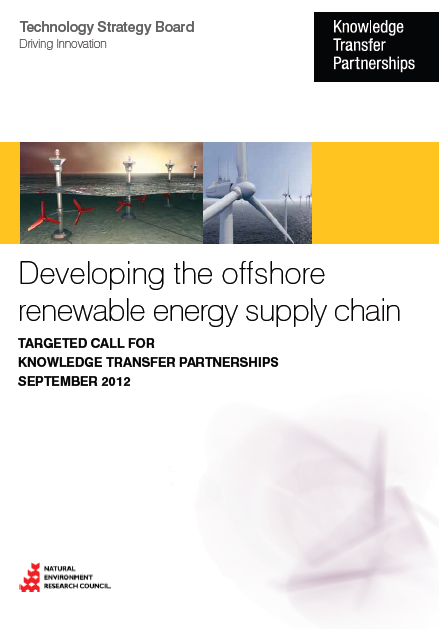 Technology Strategy Board
Driving Innovation
Knowledge
Transfer
Partnerships
Developing the offshore
renewable energy supply chain
TARGETED CALL FOR
KNOWLEDGE TRANSFER PARTNERSHIPS
SEPTEMBER 2012
NATURAL
ENVIRONMENT
RESEARCH COUNCIL